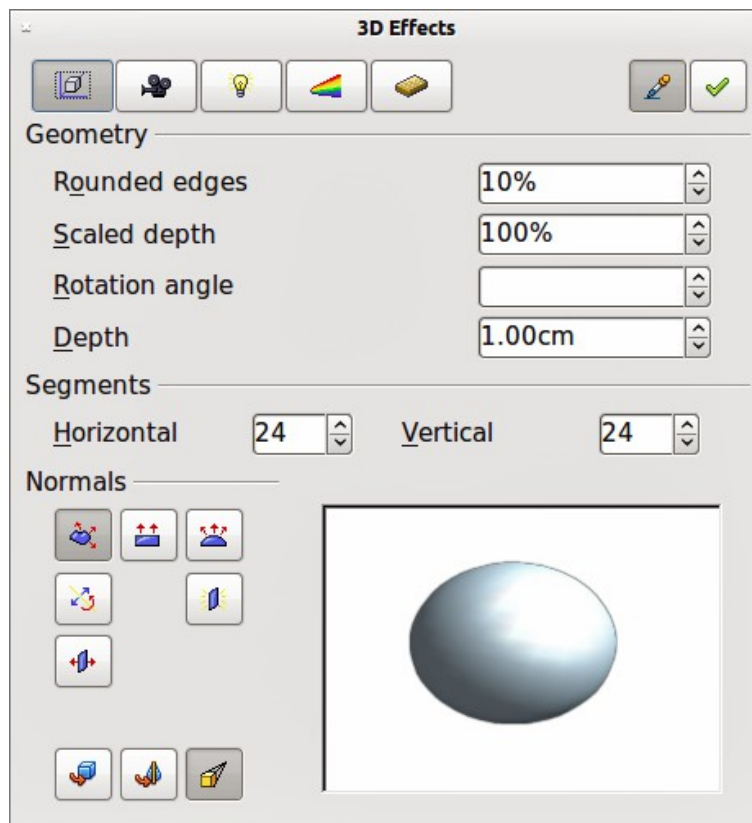 3D Effects
Geometry
Rounded edges 10%
Scaled depth 100%
Rotation angle
Depth 1.00cm
Segments
Horizontal 24 Vertical 24
Normals